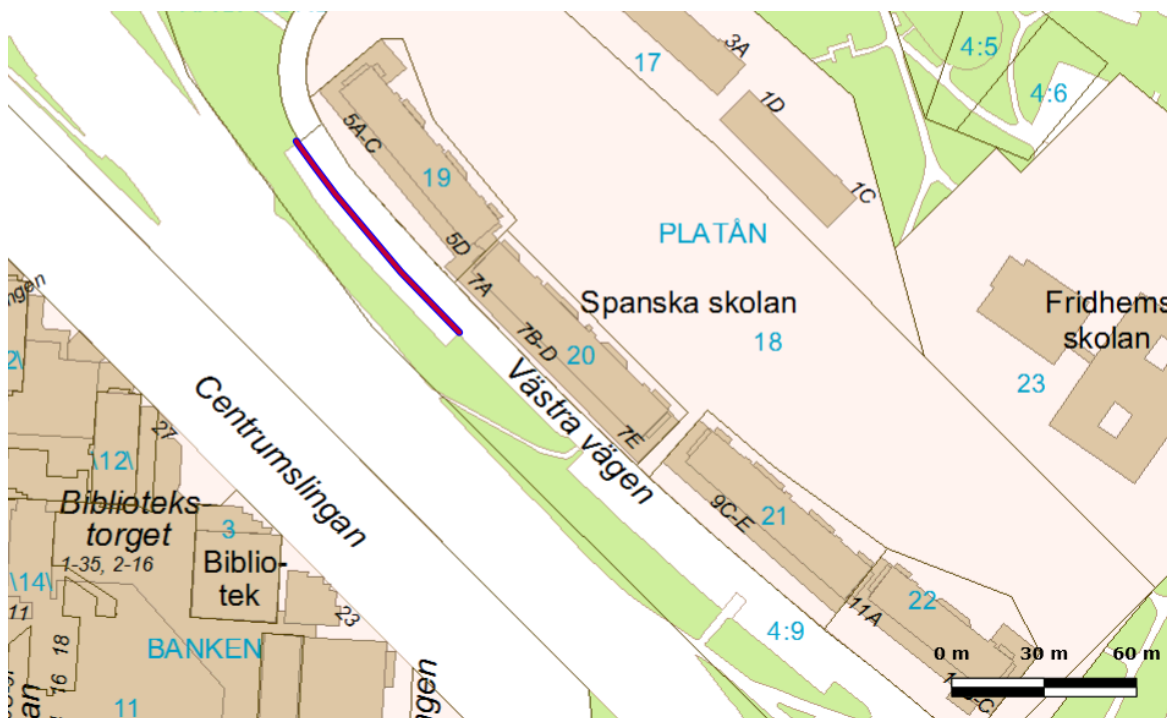 3A
4:5
17
4:6
1D
5A-C
19
1C
PLATÅN
5D
7A
Spanska skolan
Fridhems
skolan
7B-D
20
18
23
Västra vägen
Centrumslingan
7E
27
\12\
Biblioteks-
torget
1-35, 2-16
3
Biblio-
tek
9C-E
21
\14\
11
22
11A
23
4:9
18
16
BANKEN
11
0 m 30 m 60 m